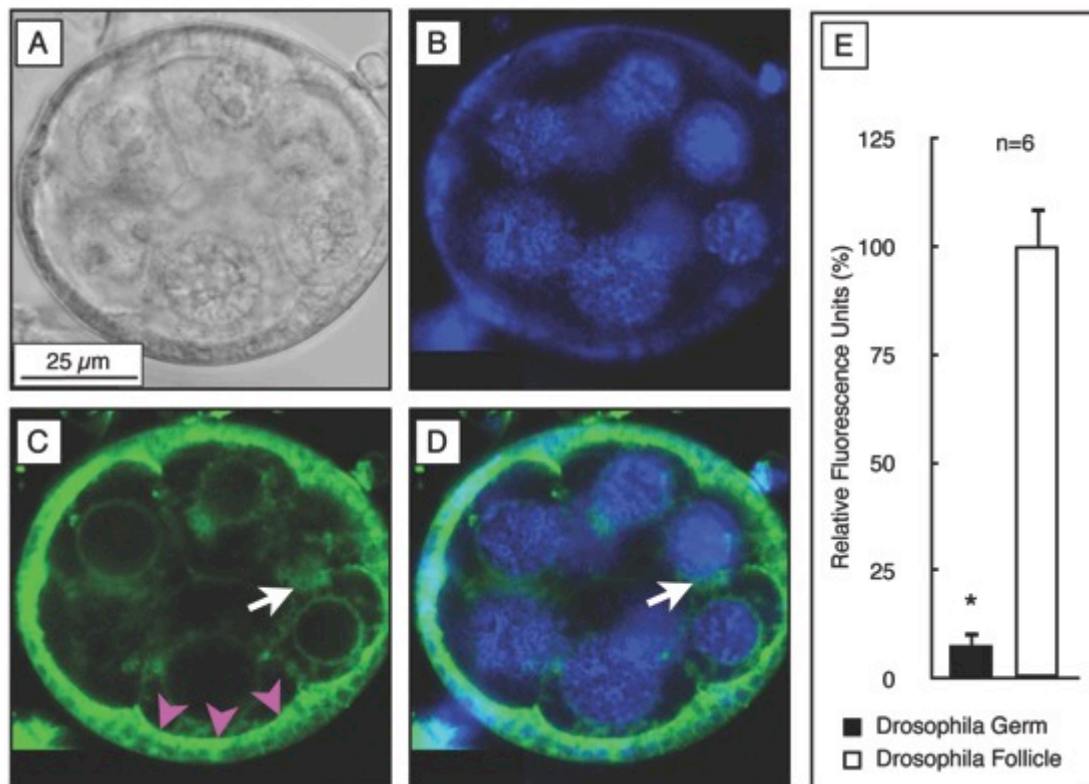 A
B
E
125
n=6
100
75
50
25
0
Relative Fluorescence Units (%)
*
25 µm
C
D
Drosophila Germ
Drosophila Follicle